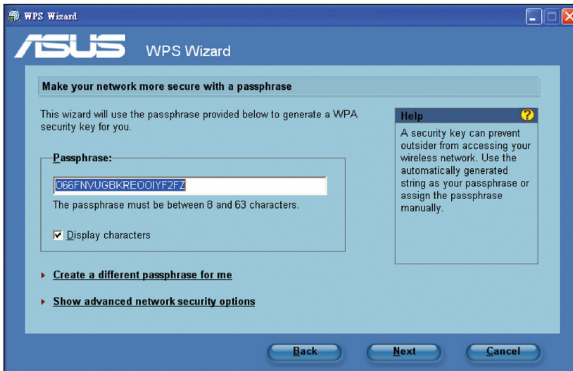 WPS Wizard
ASUS WPS Wizard
Make your network more secure with a passphrase
This wizard will use the passphrase provided below to generate a WPA
security key for you.
Passphrase:
O66FNVUGBKREOOIYF2FZ
The passphrase must be between 8 and 63 characters.
Display characters
Create a different passphrase for me
Show advanced network security options
Help ?
A security key can prevent
outsider from accessing your
wireless network. Use the
automatically generated
string as your passphrase or
assign the passphrase
manually.
Back Next Cancel